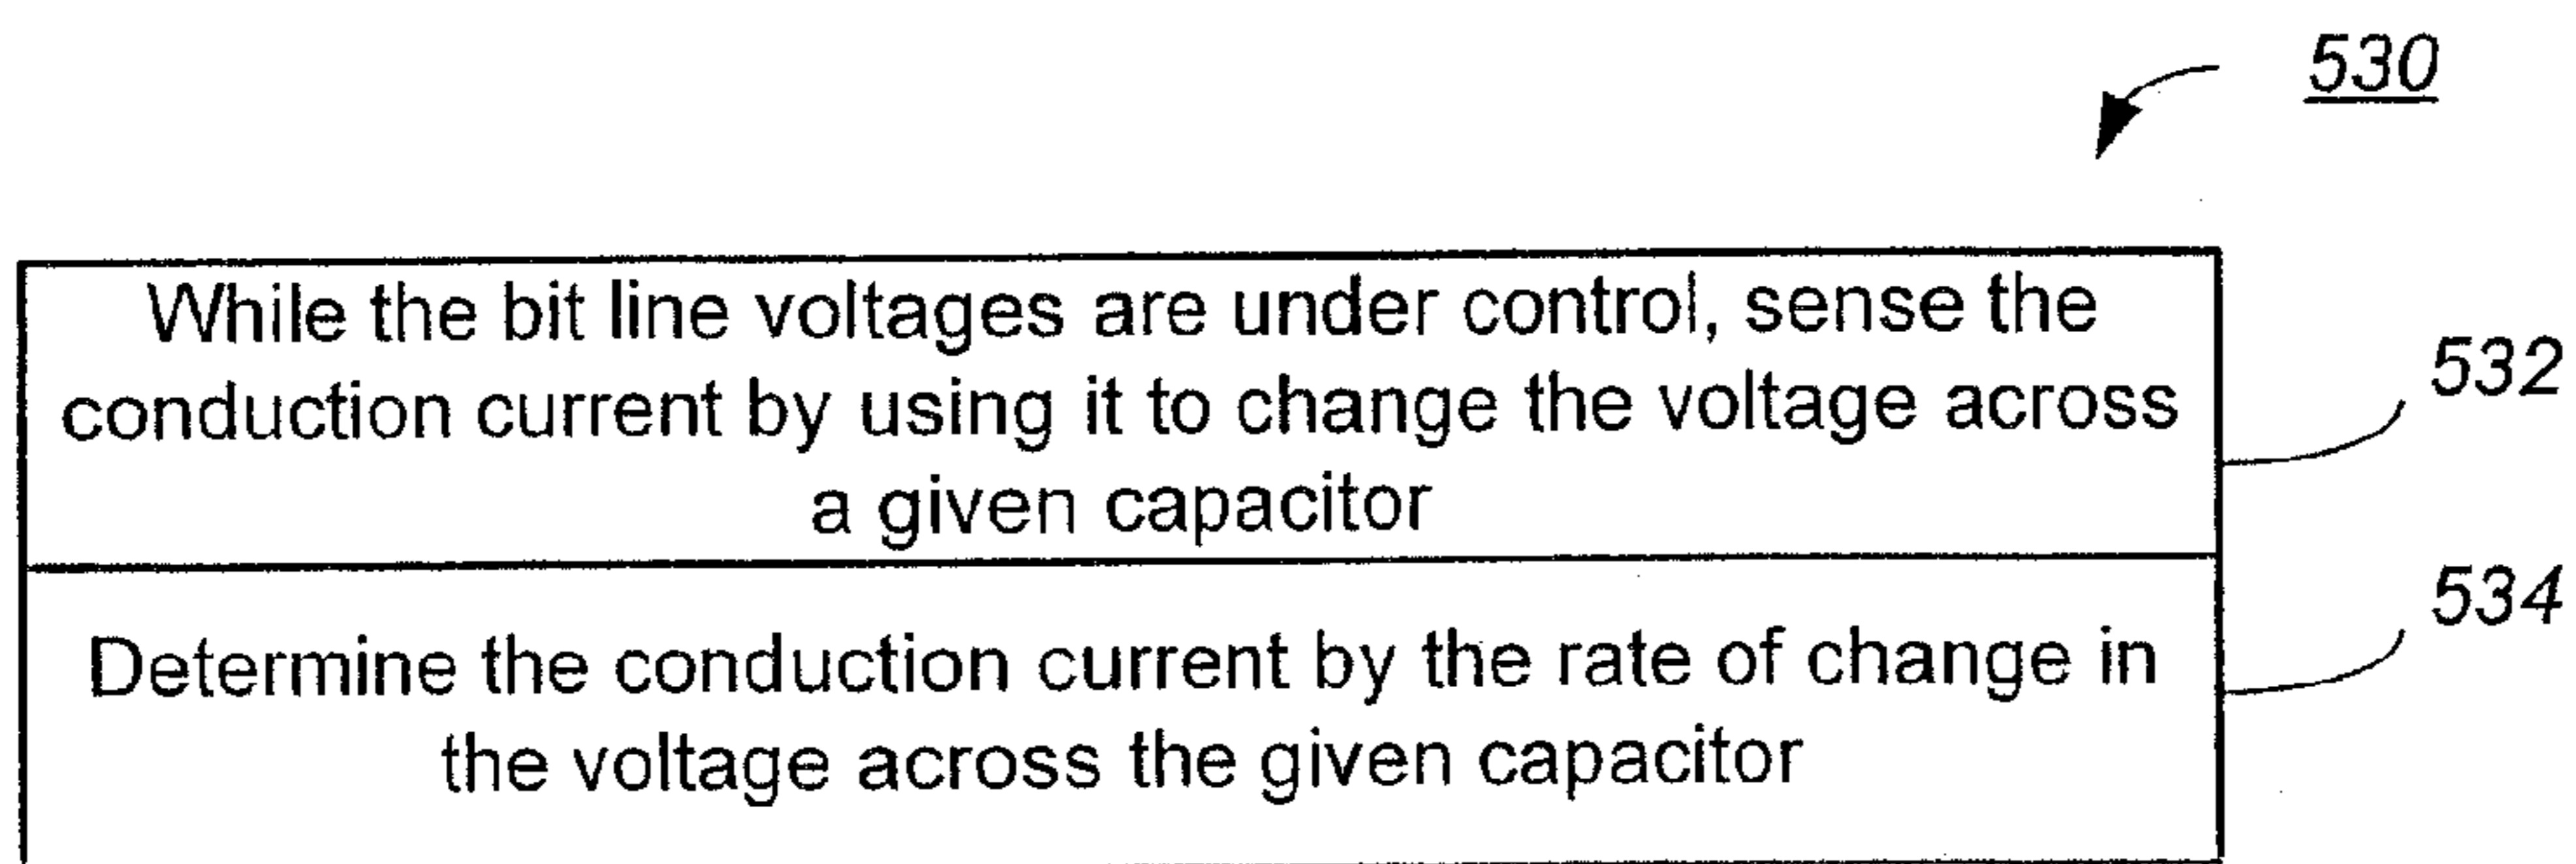 530
While the bit line voltages are under control, sense the
conduction current by using it to change the voltage across
a given capacitor
532
Determine the conduction current by the rate of change in
the voltage across the given capacitor
534